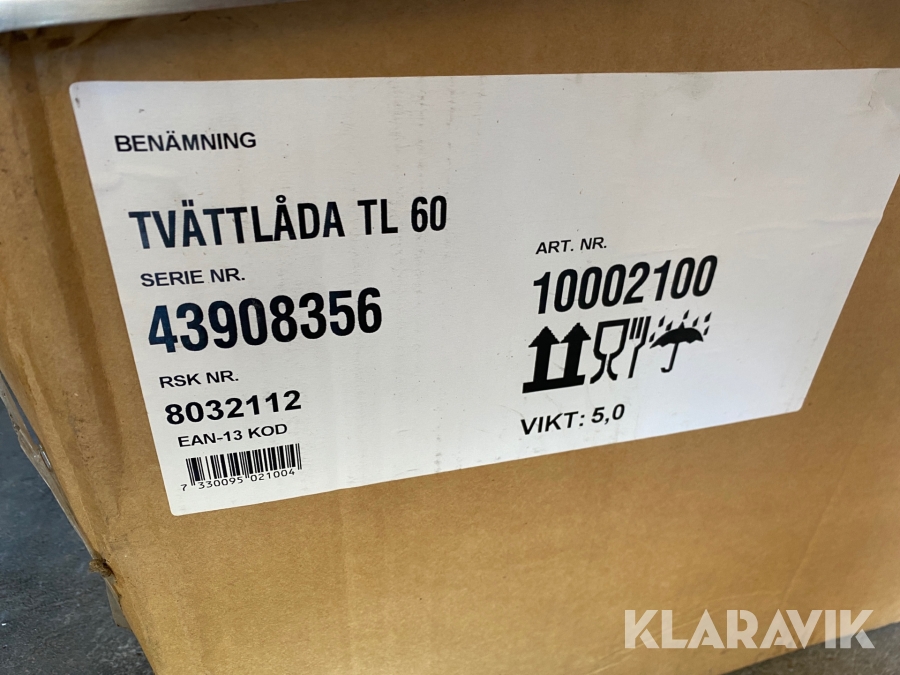 BENÄMNING
TVÄTTLÅDA TL 60
SERIE NR.
43908356
ART. NR.
10002100
RSK NR.
8032112
VIKT: 5,0
EAN-13 KOD
7 330095 021004
KLARAVIK